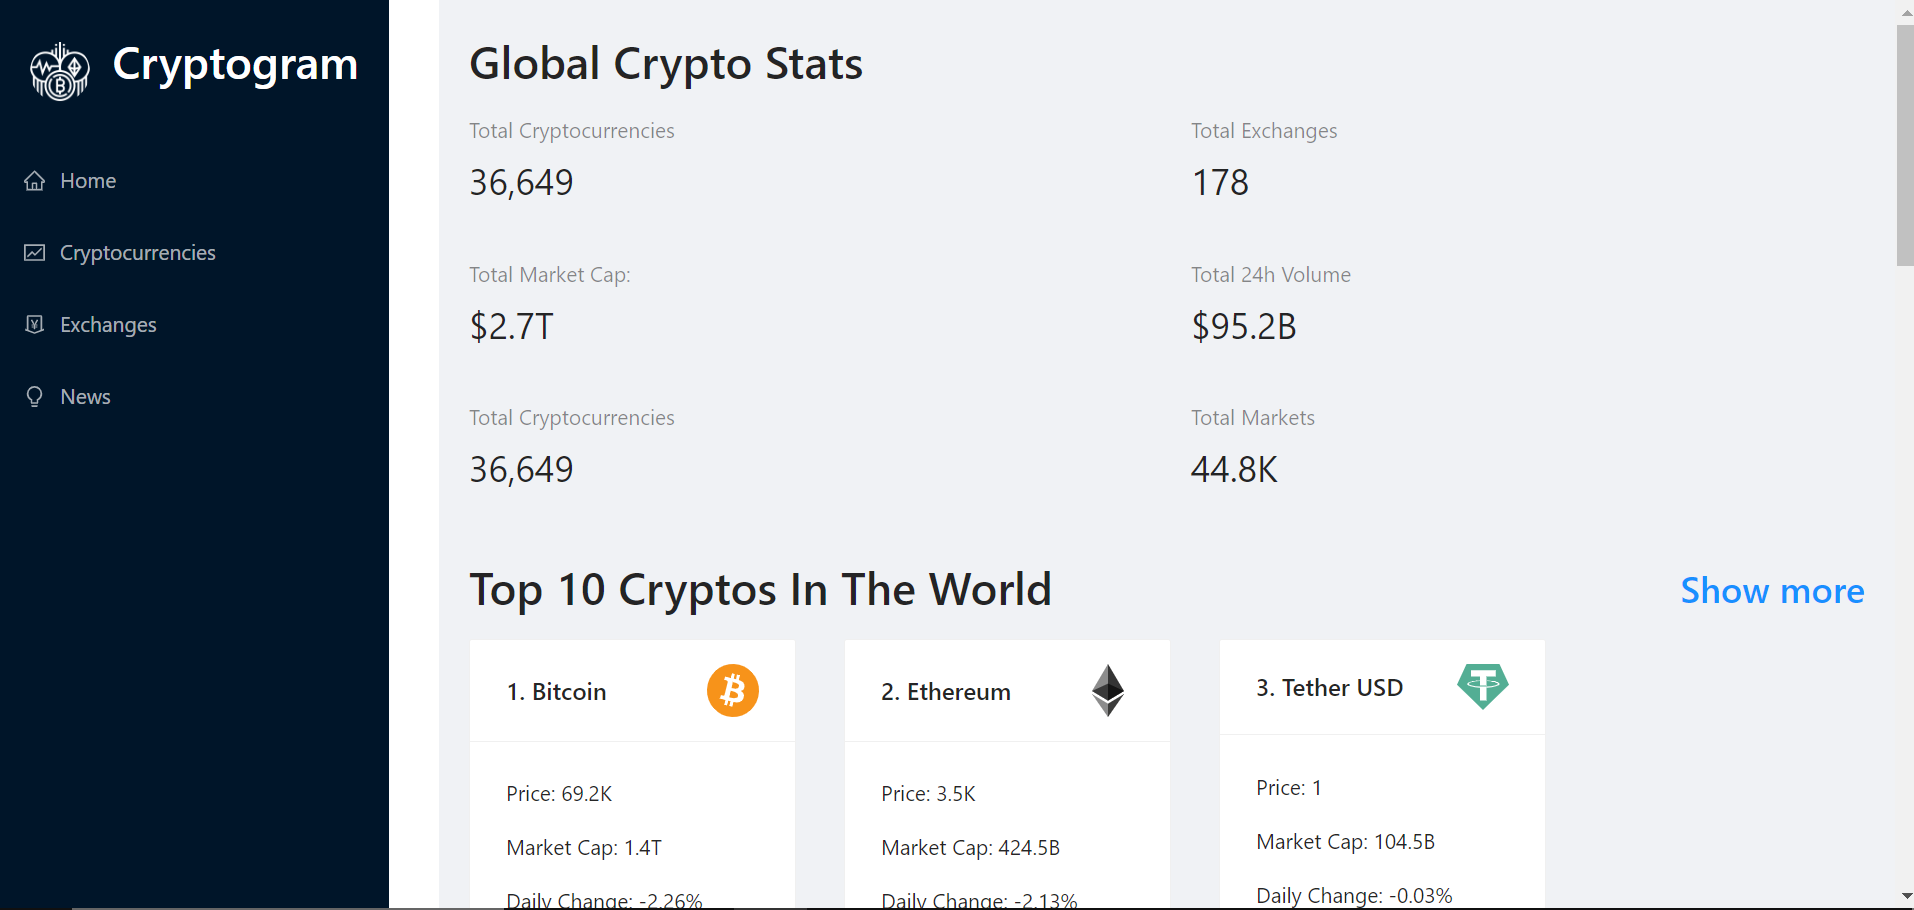 Cryptogram
Home
Cryptocurrencies
Exchanges
News
Global Crypto Stats
Total Cryptocurrencies
36,649
Total Exchanges
178
Total Market Cap:
$2.7T
Total 24h Volume
$95.2B
Total Cryptocurrencies
36,649
Total Markets
44.8K
Top 10 Cryptos In The World
Show more
1. Bitcoin
Price: 69.2K
Market Cap: 1.4T
Daily Change: -2.26%
2. Ethereum
Price: 3.5K
Market Cap: 424.5B
Daily Change: -2.13%
3. Tether USD
Price: 1
Market Cap: 104.5B
Daily Change: -0.03%